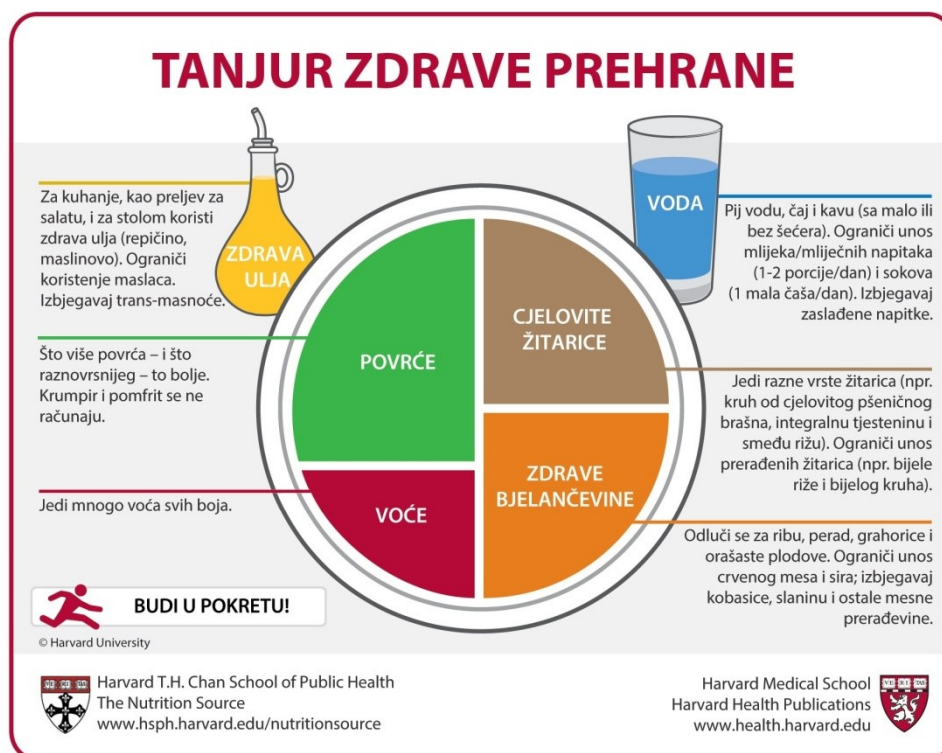 TANJUR ZDRAVE PREHRANE
Za kuhanje, kao preljev za
salatu, i za stolom koristi
zdrava ulja (repičino,
maslinovo). Ograniči
koristenje maslaca.
Izbjegavaj trans-masnoće.
ZDRAVA
ULJA
VODA
Pij vodu, čaj i kavu (sa malo ili
bez šećera). Ograniči unos
mlijeka/mliječnih napitaka
(1-2 porcije/dan) i sokova
(1 mala čaša/dan). Izbjegavaj
zaslađene napitke.
Što više povrća – i što
raznovrsnijeg – to bolje.
Krumpir i pomfrit se ne
računaju.
POVRĆE
CJELOVITE
ŽITARICE
Jedi razne vrste žitarica (npr.
kruh od cjelovitog pšeničnog
brašna, integralnu tjesteninu i
smeđu rižu). Ograniči unos
prerađenih žitarica (npr. bijele
riže i bijelog kruha).
Jedi mnogo voća svih boja.
VOĆE
ZDRAVE
BJELANČEVINE
Odluči se za ribu, perad, grahorice i
orašaste plodove. Ograniči unos
crvenog mesa i sira; izbjegavaj
kobasice, slaninu i ostale mesne
prerađevine.
BUDI U POKRETU!
© Harvard University
Harvard T.H. Chan School of Public Health
The Nutrition Source
www.hsph.harvard.edu/nutritionsource
Harvard Medical School
Harvard Health Publications
www.health.harvard.edu